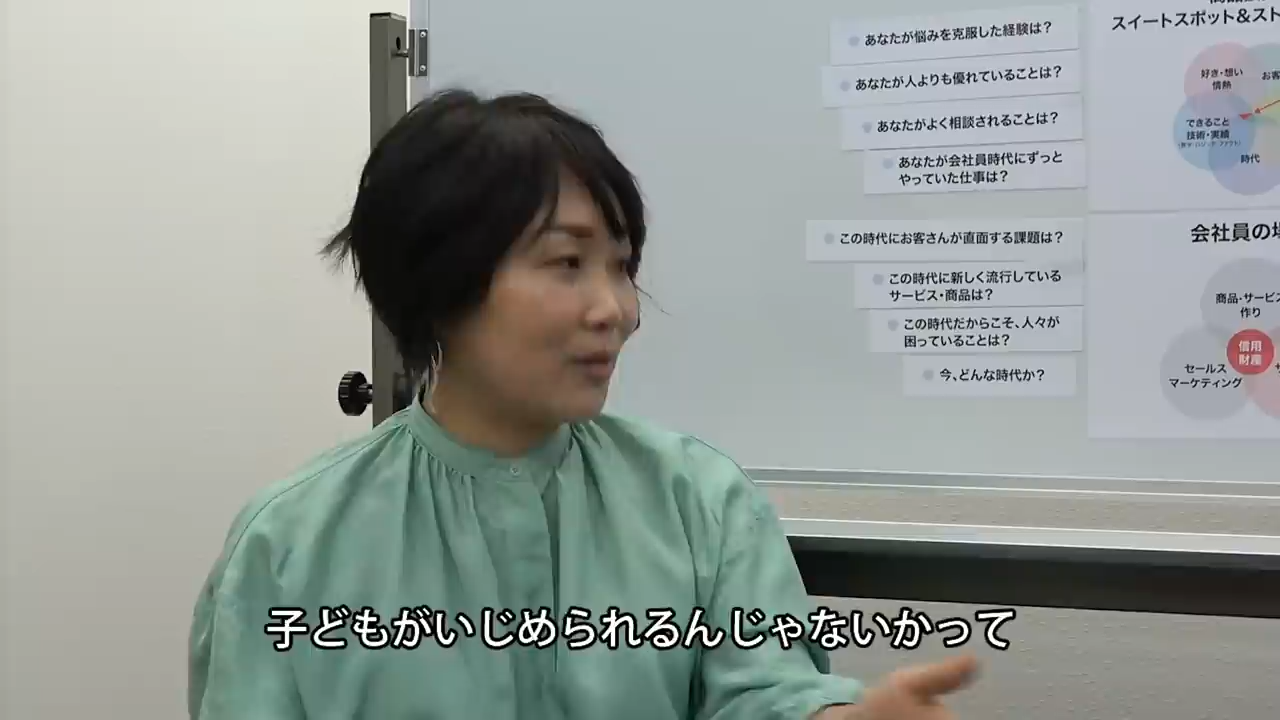 あなたが悩みを克服した経験は？
あなたが人よりも優れていることは？
あなたがよく相談されることは？
あなたが会社員時代にずっと
やっていた仕事は？
この時代にお客さんが直面する課題は？
この時代に新しく流行している
サービス・商品は？
この時代だからこそ、人々が
困っていることは？
今、どんな時代か？
スイートスポット＆スト
好き・想い
情熱
お客
できること
技術・実績
時代
会社員の
商品・サービス
作り
信用
財産
セールス
マーケティング
子どもがいじめられるんじゃないかって